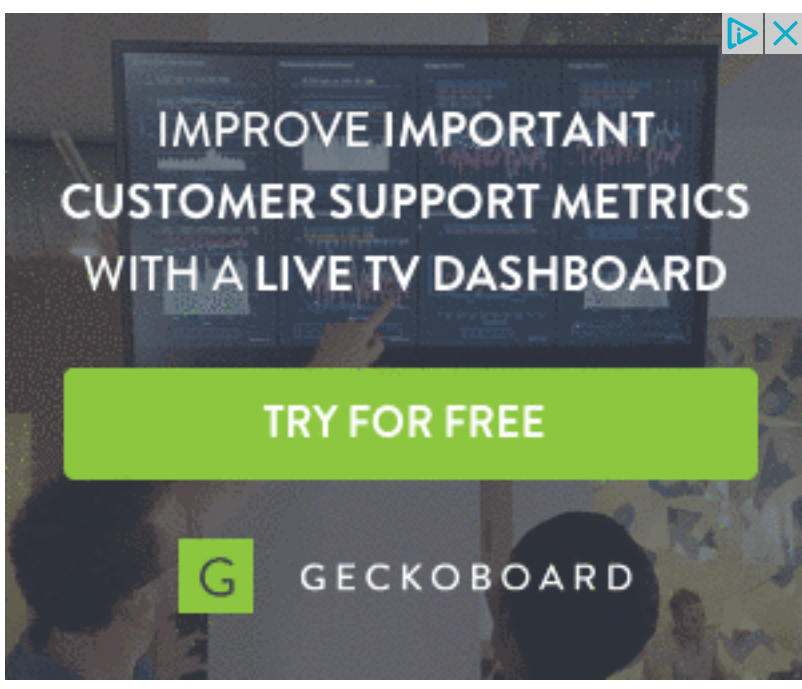 IMPROVE IMPORTANT
CUSTOMER SUPPORT METRICS
WITH A LIVE TV DASHBOARD
TRY FOR FREE
G GECKOBOARD